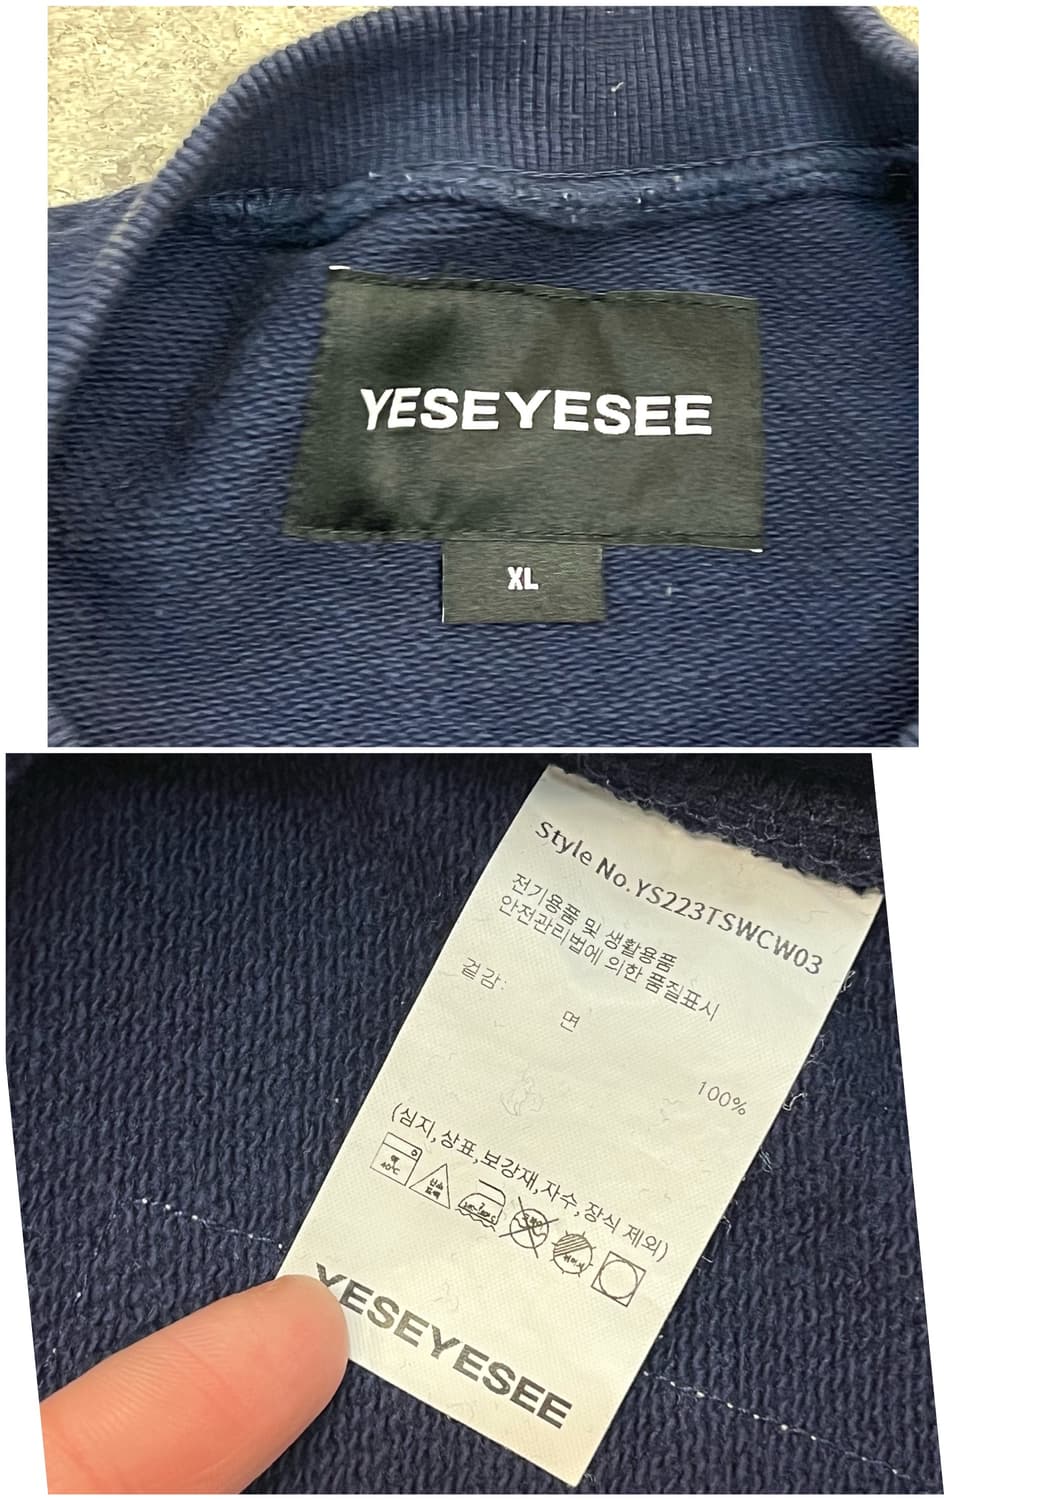 YESEYESEE
XL
Style No.YS223TSWCW03
전기용품 및 생활용품
안전관리법에 의한 품질표시
겉감:
면
100%
(심지,상표,보강재,자수,장식 제외)
약
40℃
YESEYESEE